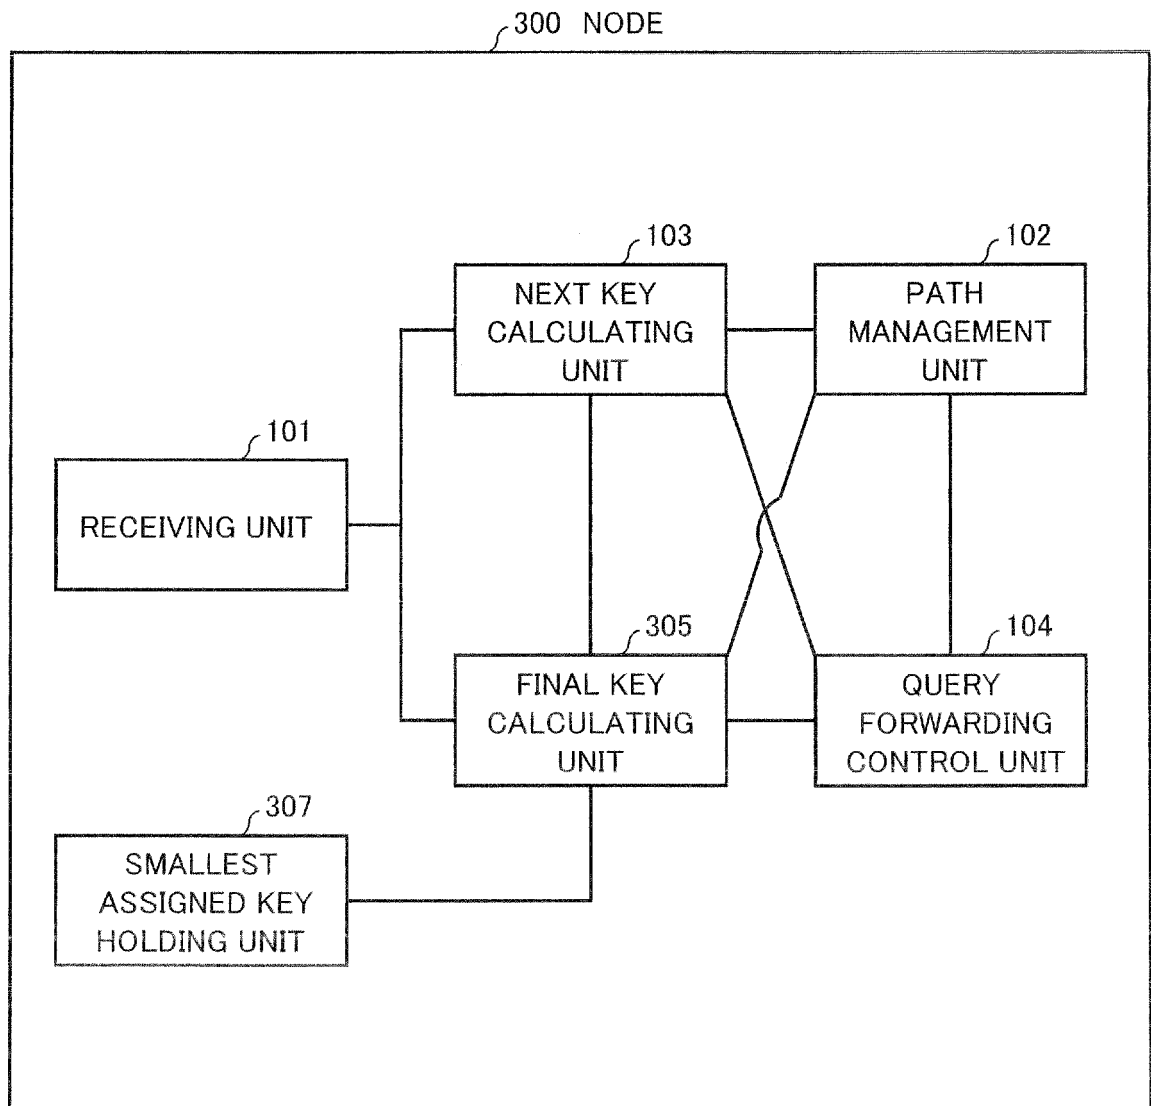 300 NODE
103
NEXT KEY
CALCULATING
UNIT
102
PATH
MANAGEMENT
UNIT
101
RECEIVING UNIT
305
FINAL KEY
CALCULATING
UNIT
104
QUERY
FORWARDING
CONTROL UNIT
307
SMALLEST
ASSIGNED KEY
HOLDING UNIT